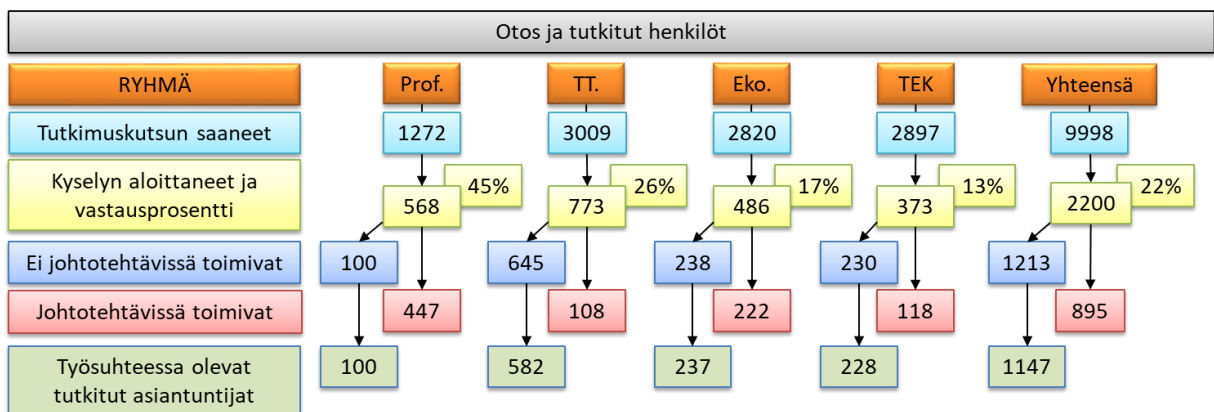 Otos ja tutkitut henkilöt
RYHMÄ Prof. TT. Eko. TEK Yhteensä
Tutkimuskutsun saaneet 1272 3009 2820 2897 9998
Kyselyn aloittaneet ja
vastausprosentti 568 45% 773 26% 486 17% 373 13% 2200 22%
Ei johtotehtävissä toimivat 100 645 238 230 1213
Johtotehtävissä toimivat 447 108 222 118 895
Työsuhteessa olevat
tutkitut asiantuntijat 100 582 237 228 1147